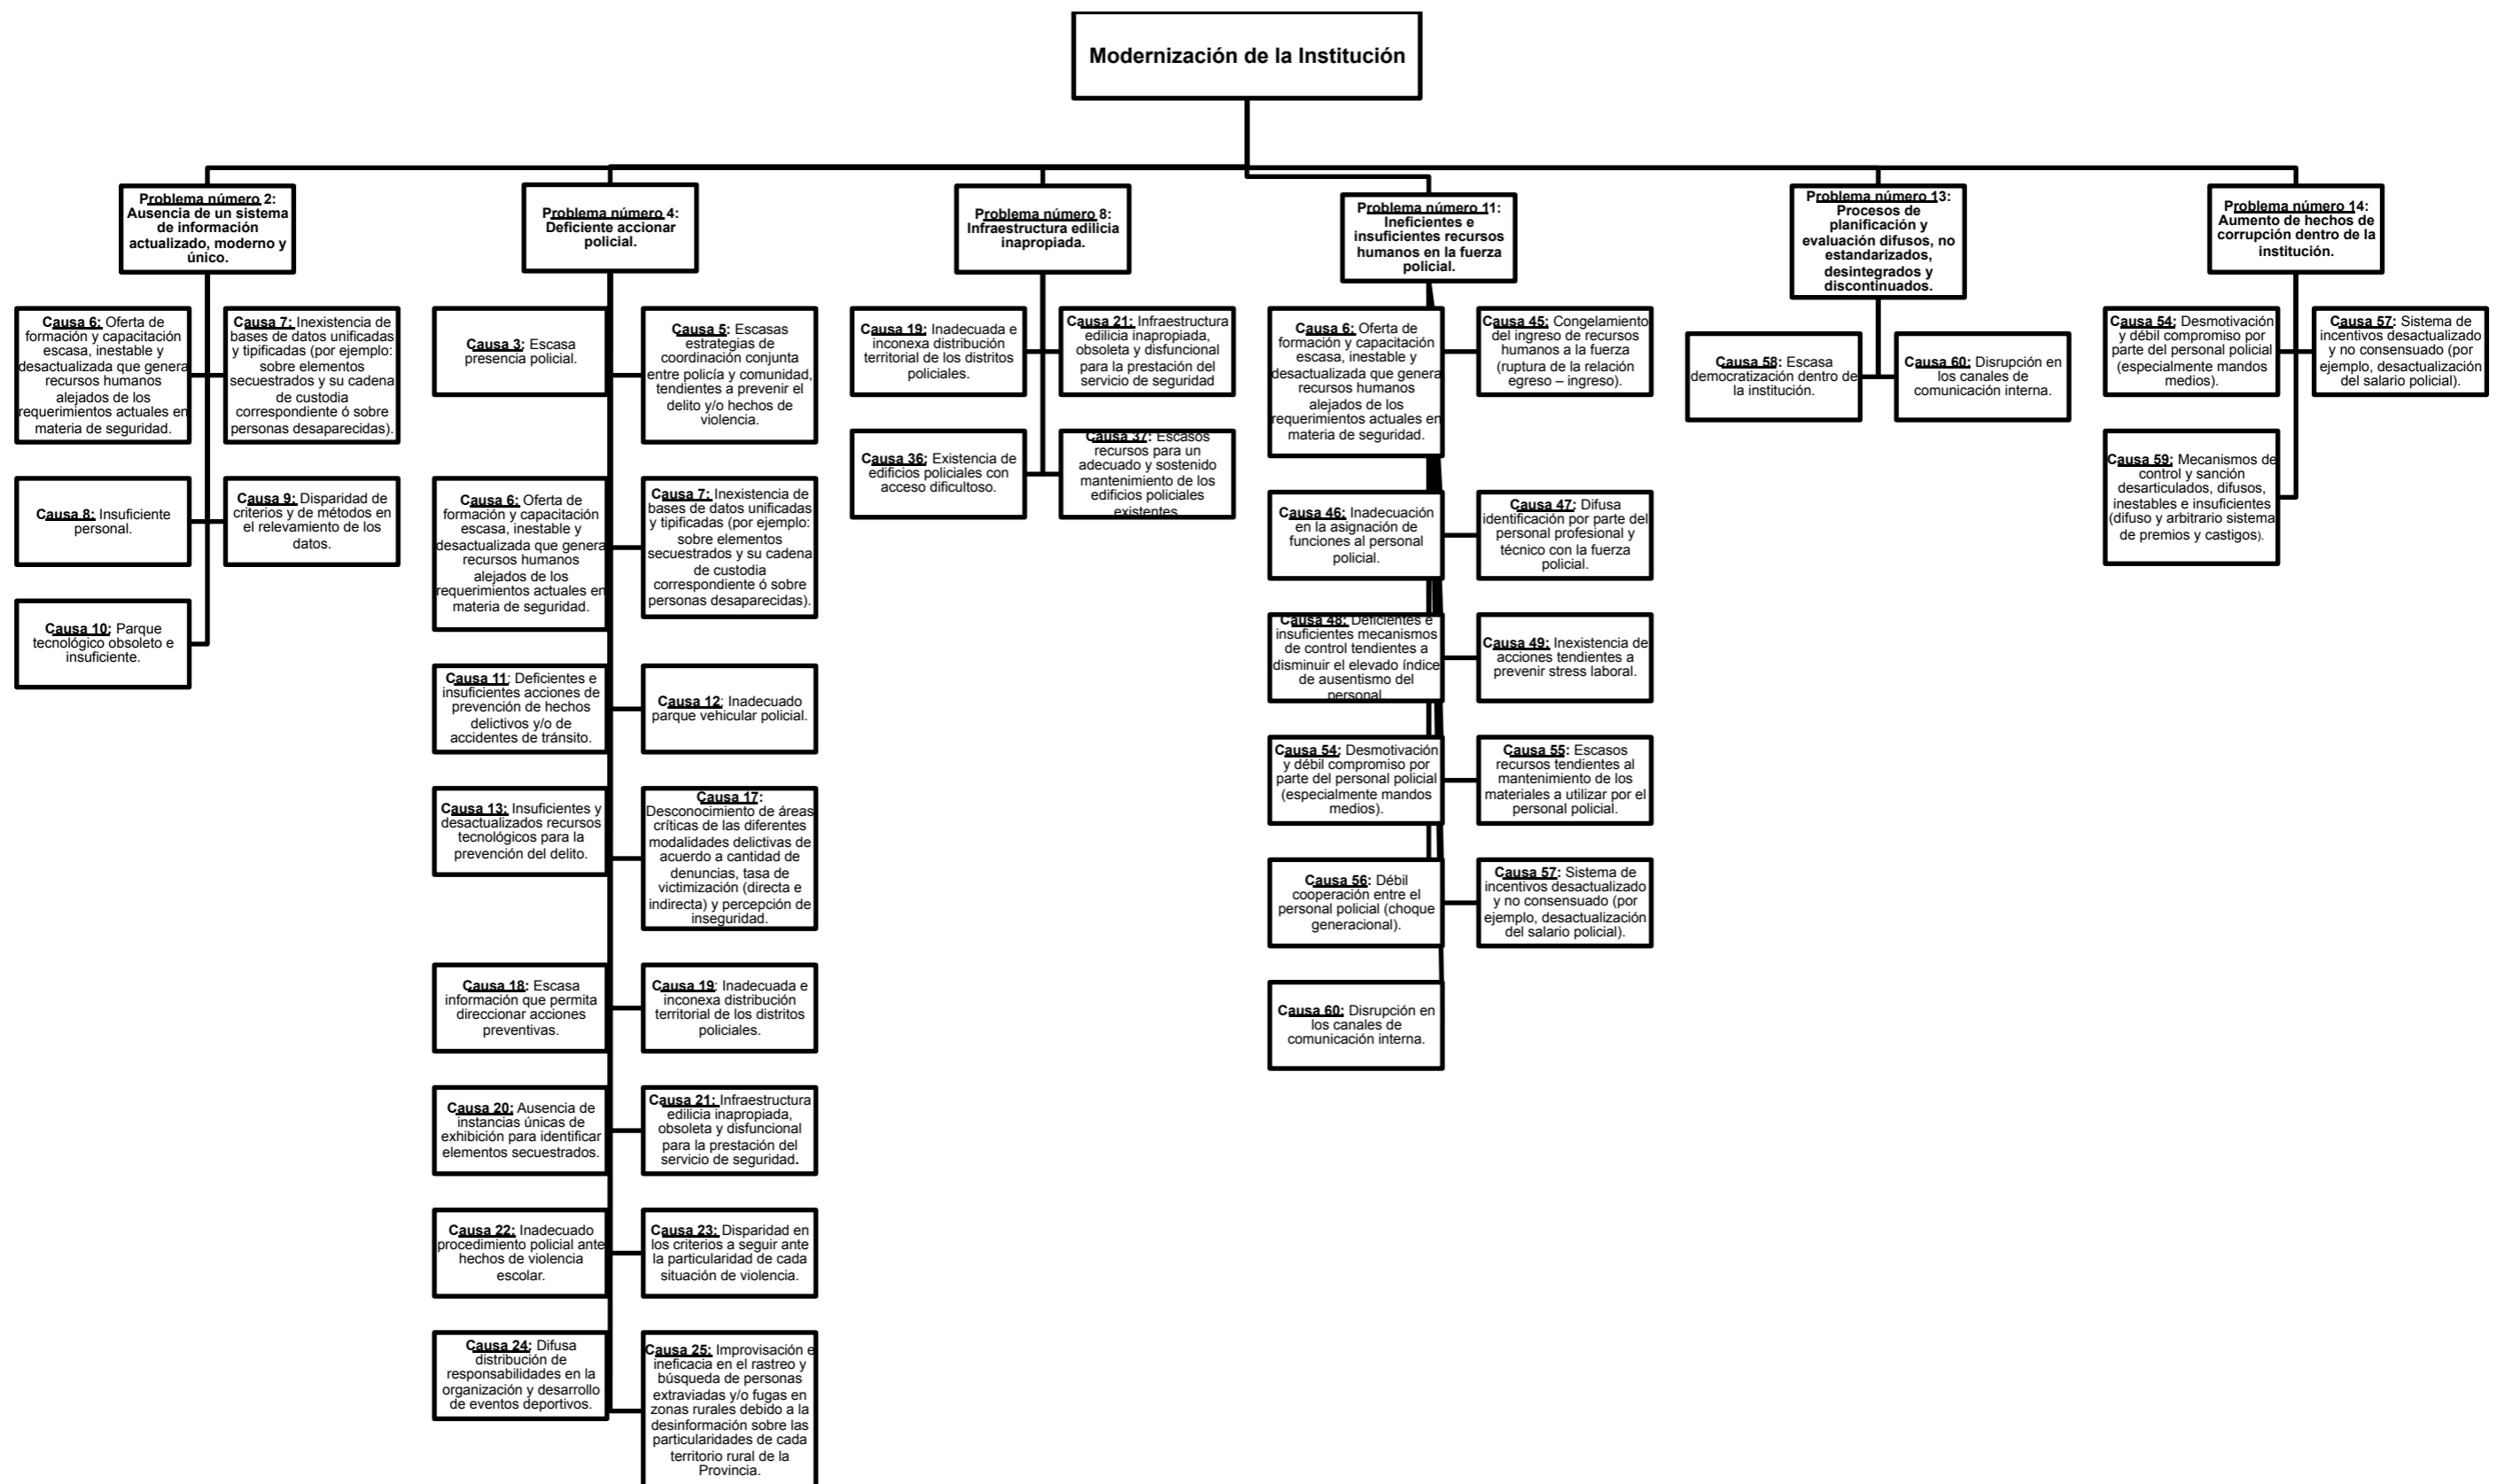 Modernización de la Institución
Problema número 2:
Ausencia de un sistema
de información
actualizado, moderno y
único.
Causa 6: Oferta de
formación y capacitación
escasa, inestable y
desactualizada que genera
recursos humanos
alejados de los
requerimientos actuales en
materia de seguridad.
Causa 7: Inexistencia de
bases de datos unificadas
y tipificadas (por ejemplo:
sobre elementos
secuestrados y su cadena
de custodia
correspondiente ó sobre
personas desaparecidas).
Causa 8: Insuficiente
personal.
Causa 9: Disparidad de
criterios y de métodos en
el relevamiento de los
datos.
Causa 10: Parque
tecnológico obsoleto e
insuficiente.
Problema número 4:
Deficiente accionar
policial.
Causa 3: Escasa
presencia policial.
Causa 5: Escasas
estrategias de
coordinación conjunta
entre policía y comunidad,
tendientes a prevenir el
delito y/o hechos de
violencia.
Causa 6: Oferta de
formación y capacitación
escasa, inestable y
desactualizada que genera
recursos humanos
alejados de los
requerimientos actuales en
materia de seguridad.
Causa 7: Inexistencia de
bases de datos unificadas
y tipificadas (por ejemplo:
sobre elementos
secuestrados y su cadena
de custodia
correspondiente ó sobre
personas desaparecidas).
Causa 11: Deficientes e
insuficientes acciones de
prevención de hechos
delictivos y/o de
accidentes de tránsito.
Causa 12: Inadecuado
parque vehicular policial.
Causa 13: Insuficientes y
desactualizados recursos
tecnológicos para la
prevención del delito.
Causa 17:
Desconocimiento de áreas
críticas de las diferentes
modalidades delictivas de
acuerdo a cantidad de
denuncias, tasa de
victimización (directa e
indirecta) y percepción de
inseguridad.
Causa 18: Escasa
información que permita
direccionar acciones
preventivas.
Causa 19: Inadecuada e
inconexa distribución
territorial de los distritos
policiales.
Causa 20: Ausencia de
instancias únicas de
exhibición para identificar
elementos secuestrados.
Causa 21: Infraestructura
edilicia inapropiada,
obsoleta y disfuncional
para la prestación del
servicio de seguridad.
Causa 22: Inadecuado
procedimiento policial ante
hechos de violencia
escolar.
Causa 23: Disparidad en
los criterios a seguir ante
la particularidad de cada
situación de violencia.
Causa 24: Difusa
distribución de
responsabilidades en la
organización y desarrollo
de eventos deportivos.
Causa 25: Improvisación e
ineficacia en el rastreo y
búsqueda de personas
extraviadas y/o fugas en
zonas rurales debido a la
desinformación sobre las
particularidades de cada
territorio rural de la
Provincia.
Problema número 8:
Infraestructura edilicia
inapropiada.
Causa 19: Inadecuada e
inconexa distribución
territorial de los distritos
policiales.
Causa 21: Infraestructura
edilicia inapropiada,
obsoleta y disfuncional
para la prestación del
servicio de seguridad
Causa 36: Existencia de
edificios policiales con
acceso dificultoso.
Causa 37: Escasos
recursos para un
adecuado y sostenido
mantenimiento de los
edificios policiales
existentes
Problema número 11:
Ineficientes e
insuficientes recursos
humanos en la fuerza
policial.
Causa 6: Oferta de
formación y capacitación
escasa, inestable y
desactualizada que genera
recursos humanos
alejados de los
requerimientos actuales en
materia de seguridad.
Causa 45: Congelamiento
del ingreso de recursos
humanos a la fuerza
(ruptura de la relación
egreso – ingreso).
Causa 46: Inadecuación
en la asignación de
funciones al personal
policial.
Causa 47: Difusa
identificación por parte del
personal profesional y
técnico con la fuerza
policial.
Causa 48: Deficientes e
insuficientes mecanismos
de control tendientes a
disminuir el elevado índice
de ausentismo del
personal
Causa 49: Inexistencia de
acciones tendientes a
prevenir stress laboral.
Causa 54: Desmotivación
y débil compromiso por
parte del personal policial
(especialmente mandos
medios).
Causa 55: Escasos
recursos tendientes al
mantenimiento de los
materiales a utilizar por el
personal policial.
Causa 56: Débil
cooperación entre el
personal policial (choque
generacional).
Causa 57: Sistema de
incentivos desactualizado
y no consensuado (por
ejemplo, desactualización
del salario policial).
Causa 60: Disrupción en
los canales de
comunicación interna.
Problema número 13:
Procesos de
planificación y
evaluación difusos, no
estandarizados,
desintegrados y
discontinuados.
Causa 58: Escasa
democratización dentro de
la institución.
Causa 60: Disrupción en
los canales de
comunicación interna.
Problema número 14:
Aumento de hechos de
corrupción dentro de la
institución.
Causa 54: Desmotivación
y débil compromiso por
parte del personal policial
(especialmente mandos
medios).
Causa 57: Sistema de
incentivos desactualizado
y no consensuado (por
ejemplo, desactualización
del salario policial).
Causa 59: Mecanismos de
control y sanción
desarticulados, difusos,
inestables e insuficientes
(difuso y arbitrario sistema
de premios y castigos).